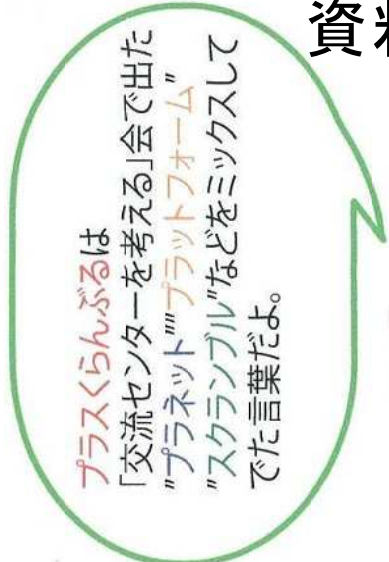 資料
プラスくらんぶるは
「交流センターを考える」会で出た
"プラネット""プラットフォーム"
"スクランブル"などをミックスして
でた言葉だよ。